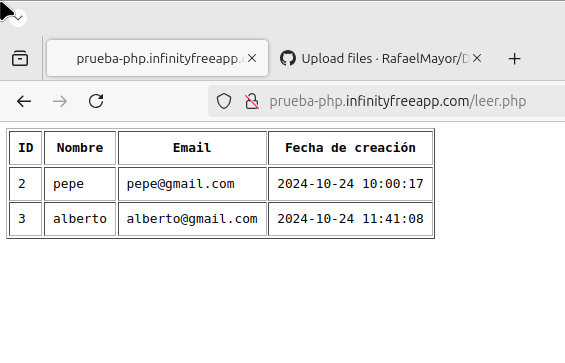 prueba-php.infinityfreeapp.
Upload files · RafaelMayor/D
prueba-php.infinityfreeapp.com/leer.php
ID Nombre Email Fecha de creación
2 pepe pepe@gmail.com 2024-10-24 10:00:17
3 alberto alberto@gmail.com 2024-10-24 11:41:08